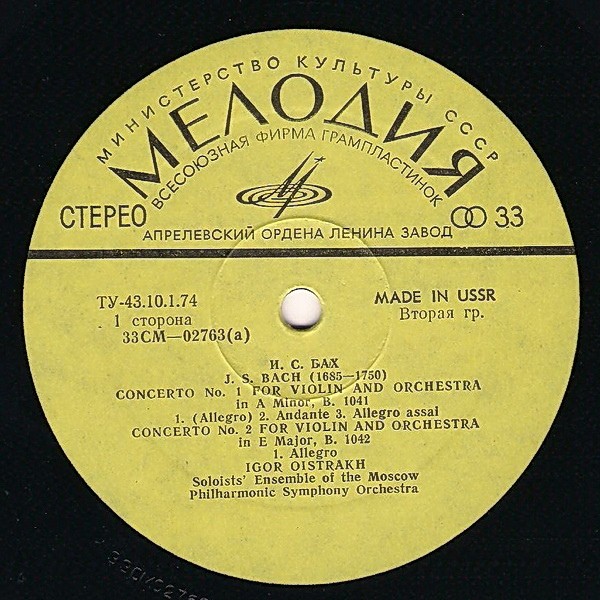 МИНИСТЕРСТВО КУЛЬТУРЫ СССР
МЕЛОДИЯ
ВСЕСОЮЗНАЯ ФИРМА ГРАМПЛАСТИНОК
СТЕРЕО
33
АПРЕЛЕВСКИЙ ОРДЕНА ЛЕНИНА ЗАВОД
ТУ-43.10.1.74
MADE IN USSR
1 сторона
Вторая гр.
33СМ—02763(а)
И. С. БАХ
J. S. BACH (1685—1750)
CONCERTO No. 1 FOR VIOLIN AND ORCHESTRA
in A Minor, B. 1041
1. (Allegro) 2. Andante 3. Allegro assai
CONCERTO No. 2 FOR VIOLIN AND ORCHESTRA
in E Major, B. 1042
1. Allegro
IGOR OISTRAKH
Soloists' Ensemble of the Moscow
Philharmonic Symphony Orchestra